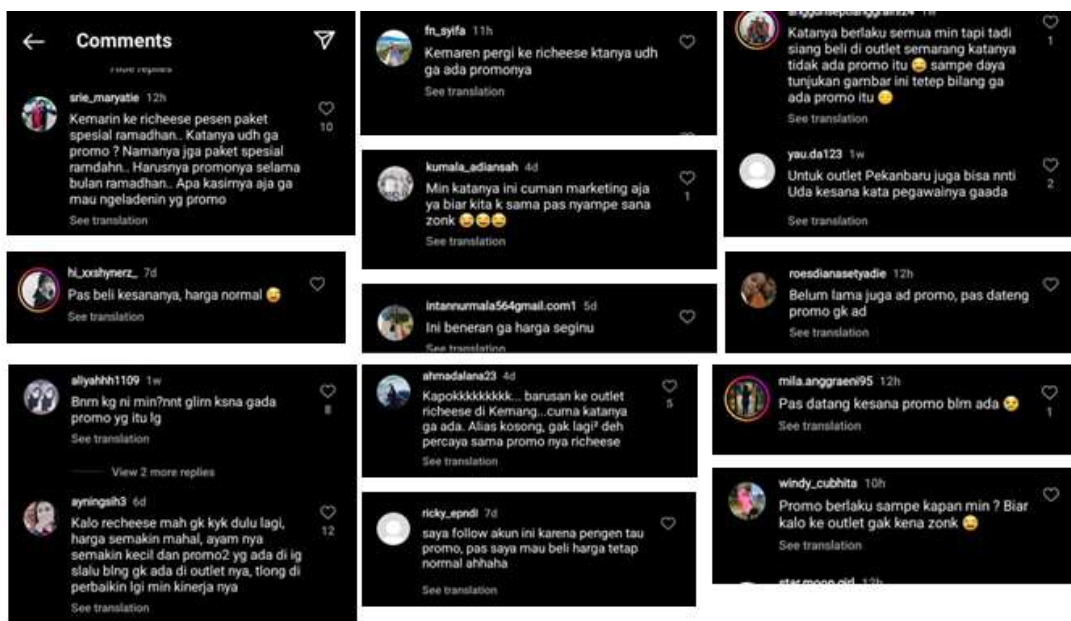 Comments
srie_maryatie 12h
Kemarin ke richeese pesen paket
spesial ramadhan.. Katanya udh ga
promo ? Namanya jga paket spesial
ramdahn.. Harusnya promonya selama
bulan ramadhan.. Apa kasirnya aja ga
mau ngeladenin yg promo
10
See translation
hi_xxshynerz_ 7d
Pas beli kesananya, harga normal 😅
See translation
aliyahhh1109 1w
Bnrn kg ni min?nnt glirn ksna gada
promo yg itu lg
8
See translation
View 2 more replies
ayningsih3 6d
Kalo recheese mah gk kyk dulu lagi,
harga semakin mahal, ayam nya
semakin kecil dan promo2 yg ada di ig
slalu blng gk ada di outlet nya, tlong di
perbaikin lgi min kinerja nya
12
See translation
fn_syifa 11h
Kemaren pergi ke richeese ktanya udh
ga ada promonya
See translation
kumala_adiansah 4d
Min katanya ini cuman marketing aja
ya biar kita k sama pas nyampe sana
zonk 😅😅😅
1
See translation
intannurmala564gmail.com1 5d
Ini beneran ga harga seginu
See translation
ahmadalana23 4d
Kapokkkkkkkkk... barusan ke outlet
richeese di Kemang...cuma katanya
ga ada. Alias kosong, gak lagi² deh
percaya sama promo nya richeese
5
See translation
ricky_epndi 7d
saya follow akun ini karena pengen tau
promo, pas saya mau beli harga tetap
normal ahhaha
See translation
Katanya berlaku semua min tapi tadi
siang beli di outlet semarang katanya
tidak ada promo itu 😅 sampe daya
tunjukan gambar ini tetep bilang ga
ada promo itu 🙂
1
See translation
yau.da123 1w
Untuk outlet Pekanbaru juga bisa nnti
Uda kesana kata pegawainya gaada
2
See translation
roesdianasetyadie 12h
Belum lama juga ad promo, pas dateng
promo gk ad
See translation
mila.anggraeni95 12h
Pas datang kesana promo blm ada 😢
1
See translation
windy_cubhita 10h
Promo berlaku sampe kapan min ? Biar
kalo ke outlet gak kena zonk 😅
See translation